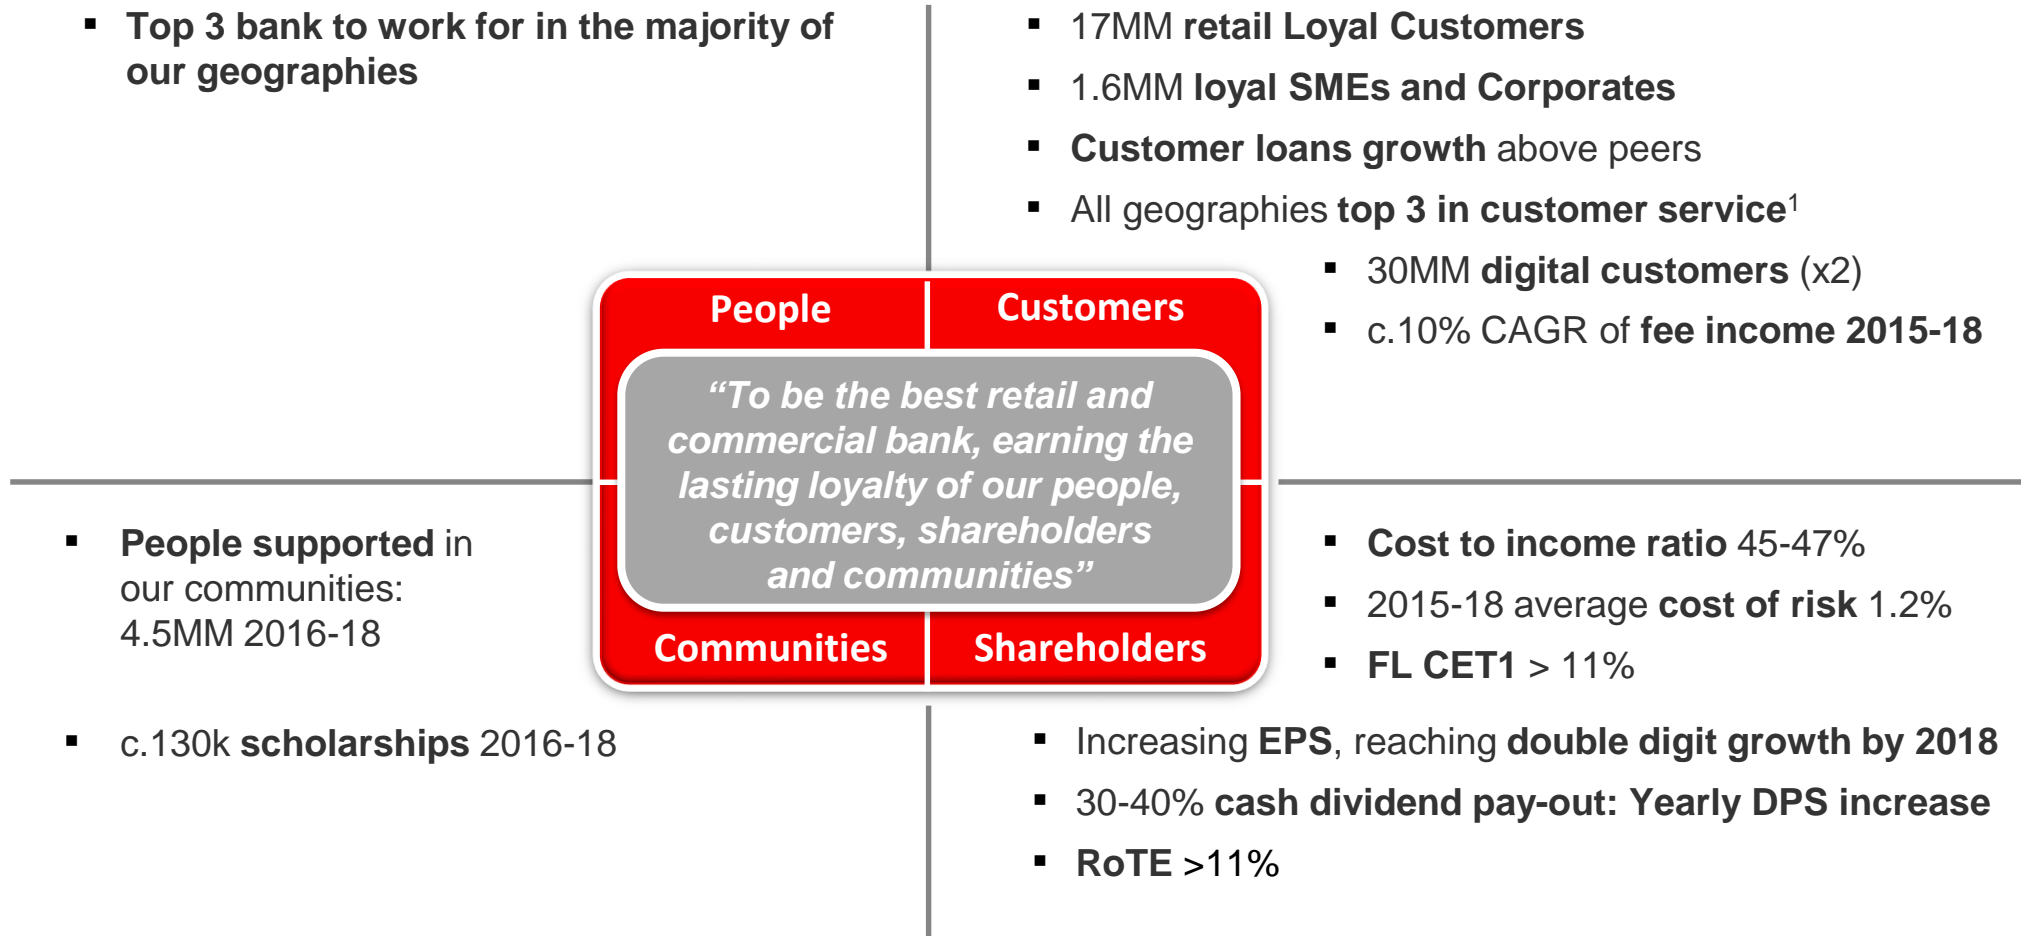 ▪ Top 3 bank to work for in the majority of
our geographies
▪ 17MM retail Loyal Customers
▪ 1.6MM loyal SMEs and Corporates
▪ Customer loans growth above peers
▪ All geographies top 3 in customer service¹
▪ 30MM digital customers (x2)
▪ c.10% CAGR of fee income 2015-18
People
Customers
“To be the best retail and
commercial bank, earning the
lasting loyalty of our people,
customers, shareholders
and communities”
Communities
Shareholders
▪ People supported in
our communities:
4.5MM 2016-18
▪ c.130k scholarships 2016-18
▪ Cost to income ratio 45-47%
▪ 2015-18 average cost of risk 1.2%
▪ FL CET1 > 11%
▪ Increasing EPS, reaching double digit growth by 2018
▪ 30-40% cash dividend pay-out: Yearly DPS increase
▪ RoTE >11%